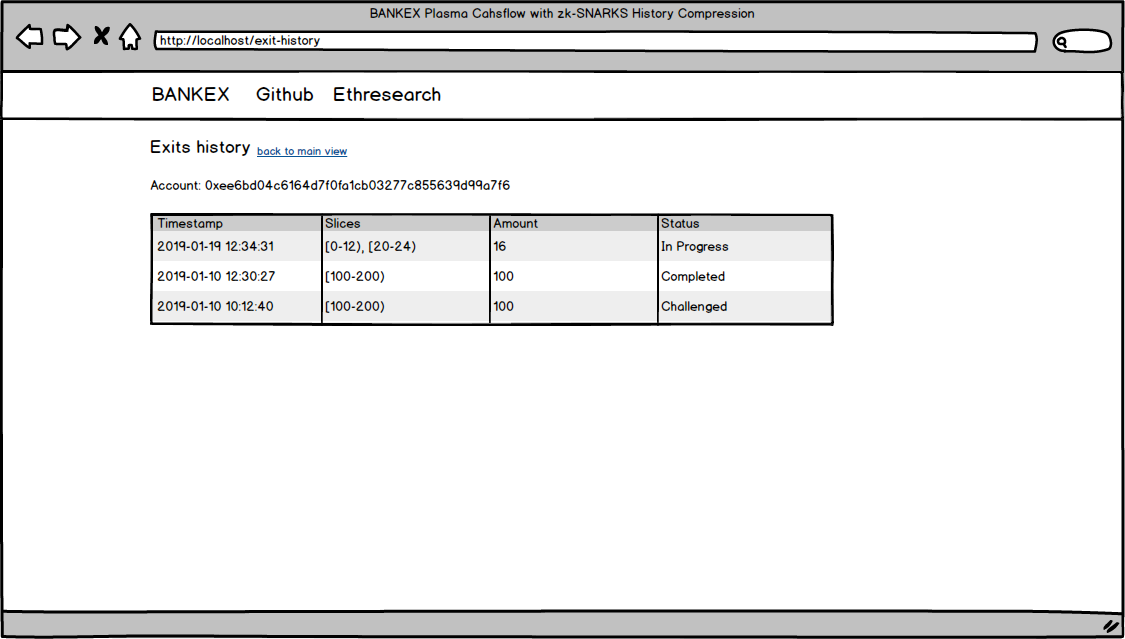 BANKEX Plasma Cahsflow with zk-SNARKS History Compression
http://localhost/exit-history
BANKEX Github Ethresearch
Exits history back to main view
Account: 0xee6bd04c6164d7f0fa1cb03277c855639d99a7f6
Timestamp Slices Amount Status
2019-01-19 12:34:31 [0-12), [20-24) 16 In Progress
2019-01-10 12:30:27 [100-200) 100 Completed
2019-01-10 10:12:40 [100-200) 100 Challenged